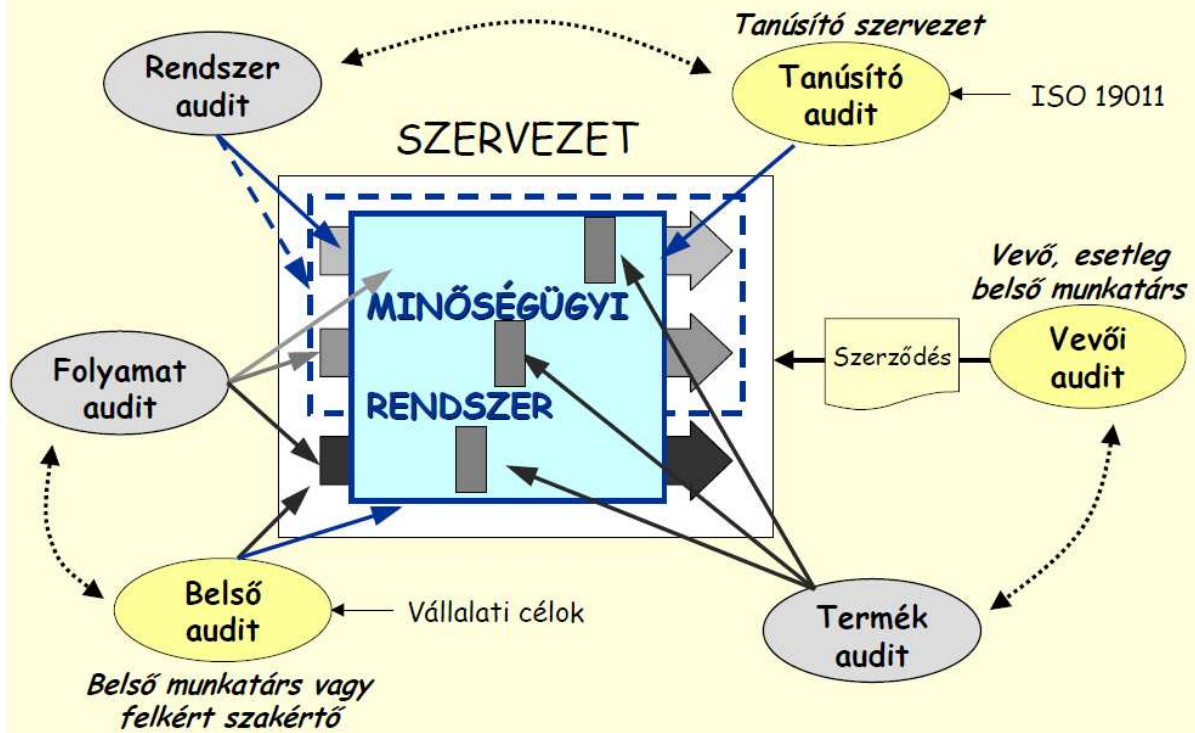 Tanúsító szervezet
Rendszer
audit
Tanúsító
audit
ISO 19011
SZERVEZET
MINŐSÉGÜGYI
RENDSZER
Vevő, esetleg
belső munkatárs
Szerződés
Vevői
audit
Folyamat
audit
Belső
audit
Vállalati célok
Termék
audit
Belső munkatárs vagy
felkért szakértő